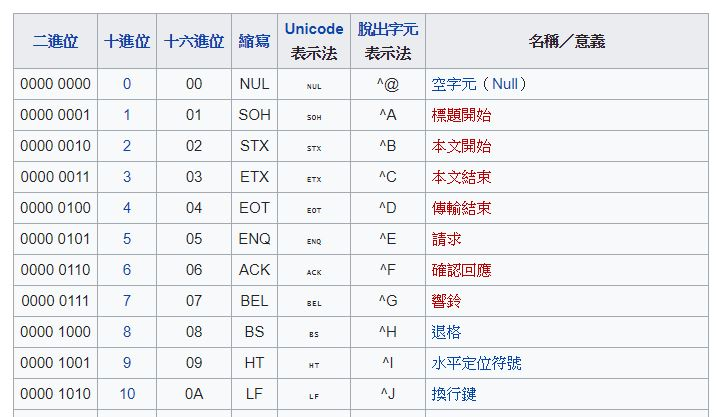 二進位 十進位 十六進位 縮寫 Unicode 表示法 脫出字元 表示法 名稱／意義
0000 0000 0 00 NUL NUL ^@ 空字元（Null）
0000 0001 1 01 SOH SOH ^A 標題開始
0000 0010 2 02 STX STX ^B 本文開始
0000 0011 3 03 ETX ETX ^C 本文結束
0000 0100 4 04 EOT EOT ^D 傳輸結束
0000 0101 5 05 ENQ ENQ ^E 請求
0000 0110 6 06 ACK ACK ^F 確認回應
0000 0111 7 07 BEL BEL ^G 響鈴
0000 1000 8 08 BS BS ^H 退格
0000 1001 9 09 HT HT ^I 水平定位符號
0000 1010 10 0A LF LF ^J 換行鍵